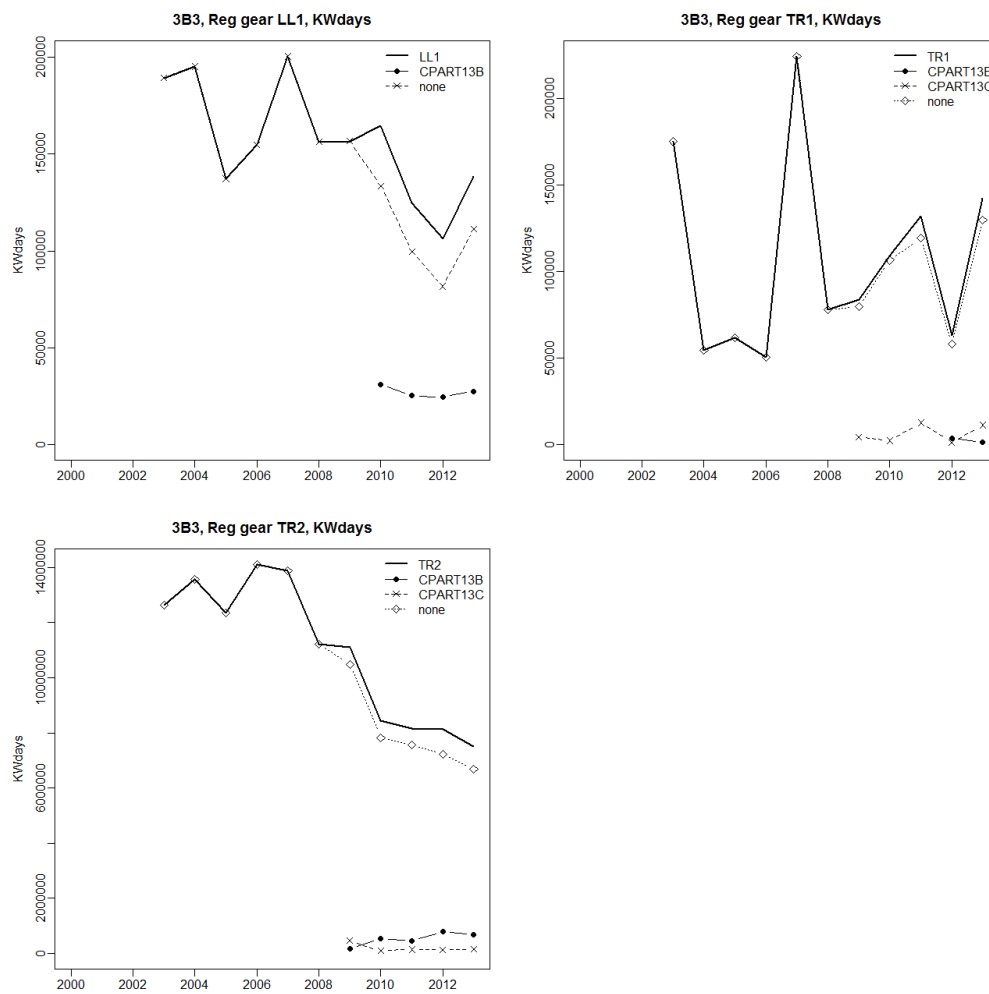 3B3, Reg gear LL1, KWdays
LL1
CPART13B
none
KWdays
0
50000
100000
150000
200000
2000
2002
2004
2006
2008
2010
2012
3B3, Reg gear TR1, KWdays
TR1
CPART13B
CPART13C
none
KWdays
0
50000
100000
150000
200000
2000
2002
2004
2006
2008
2010
2012
3B3, Reg gear TR2, KWdays
TR2
CPART13B
CPART13C
none
KWdays
0
2000000
6000000
10000000
14000000
2000
2002
2004
2006
2008
2010
2012